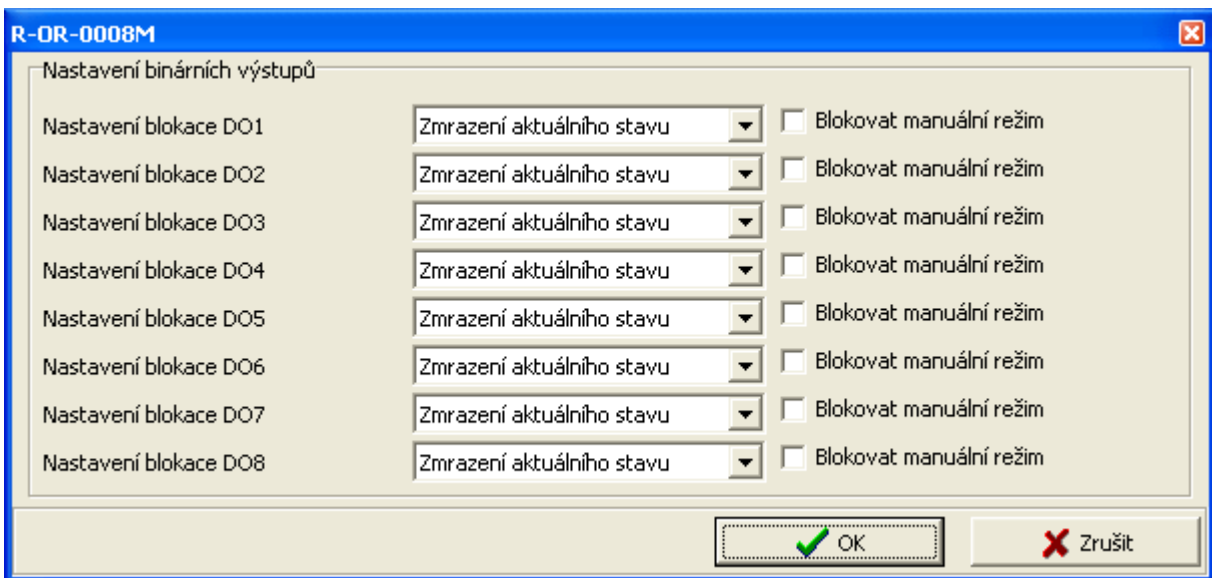 R-OR-0008M
Nastavení binárních výstupů
Nastavení blokace DO1 Zmrazení aktuálního stavu Blokovat manuální režim
Nastavení blokace DO2 Zmrazení aktuálního stavu Blokovat manuální režim
Nastavení blokace DO3 Zmrazení aktuálního stavu Blokovat manuální režim
Nastavení blokace DO4 Zmrazení aktuálního stavu Blokovat manuální režim
Nastavení blokace DO5 Zmrazení aktuálního stavu Blokovat manuální režim
Nastavení blokace DO6 Zmrazení aktuálního stavu Blokovat manuální režim
Nastavení blokace DO7 Zmrazení aktuálního stavu Blokovat manuální režim
Nastavení blokace DO8 Zmrazení aktuálního stavu Blokovat manuální režim
OK Zrušit